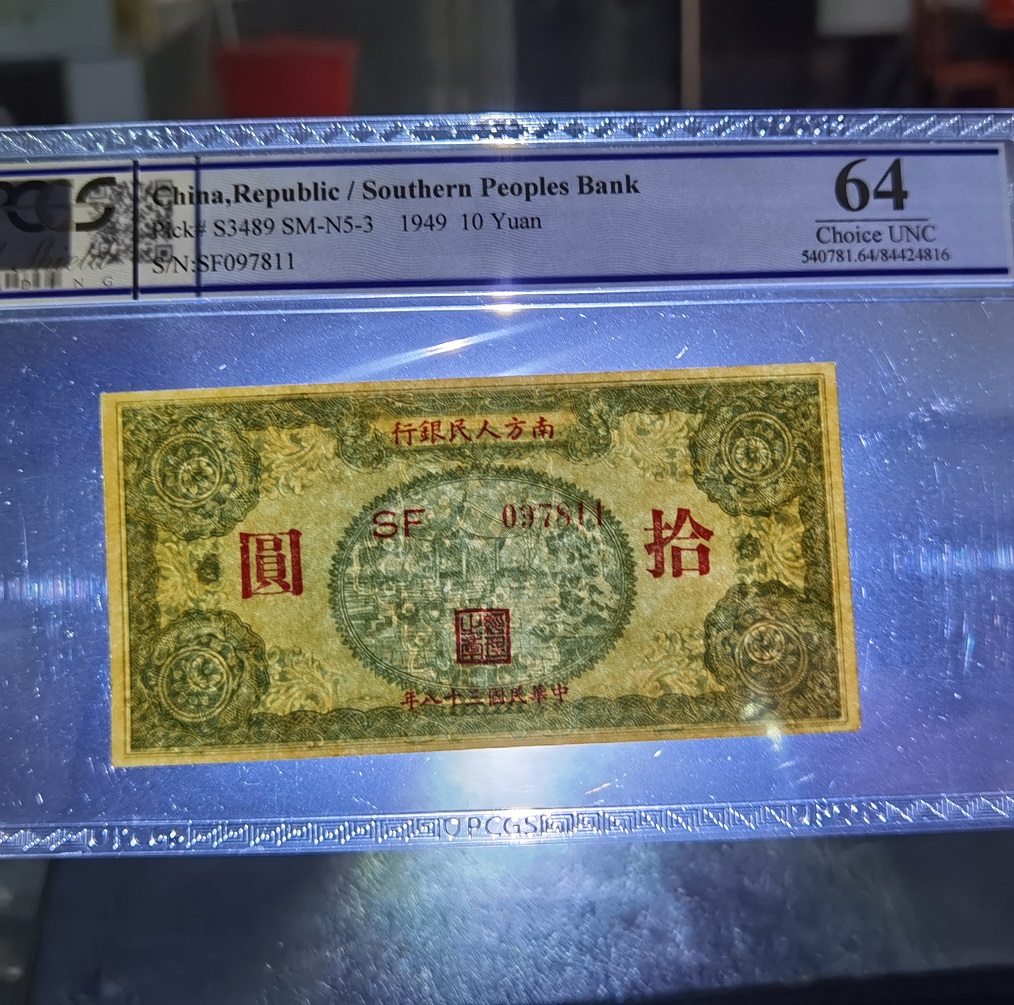 PCGS
China,Republic / Southern Peoples Bank
Pick# S3489 SM-N5-3 1949 10 Yuan
S/N:SF097811
64
Choice UNC
540781.64/84424816
行銀民人方南
SF 097811
圓 拾
年八十三國民華中
PCGS